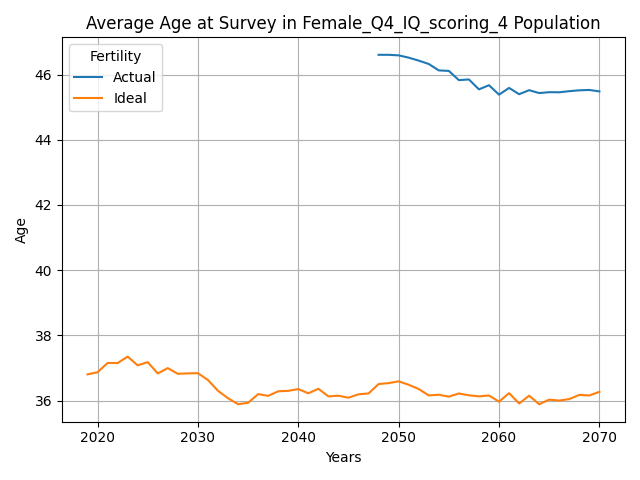 Average Age at Survey in Female_Q4_IQ_scoring_4 Population
Fertility
Actual
Ideal
46
44
42
40
38
36
Age
2020 2030 2040 2050 2060 2070
Years